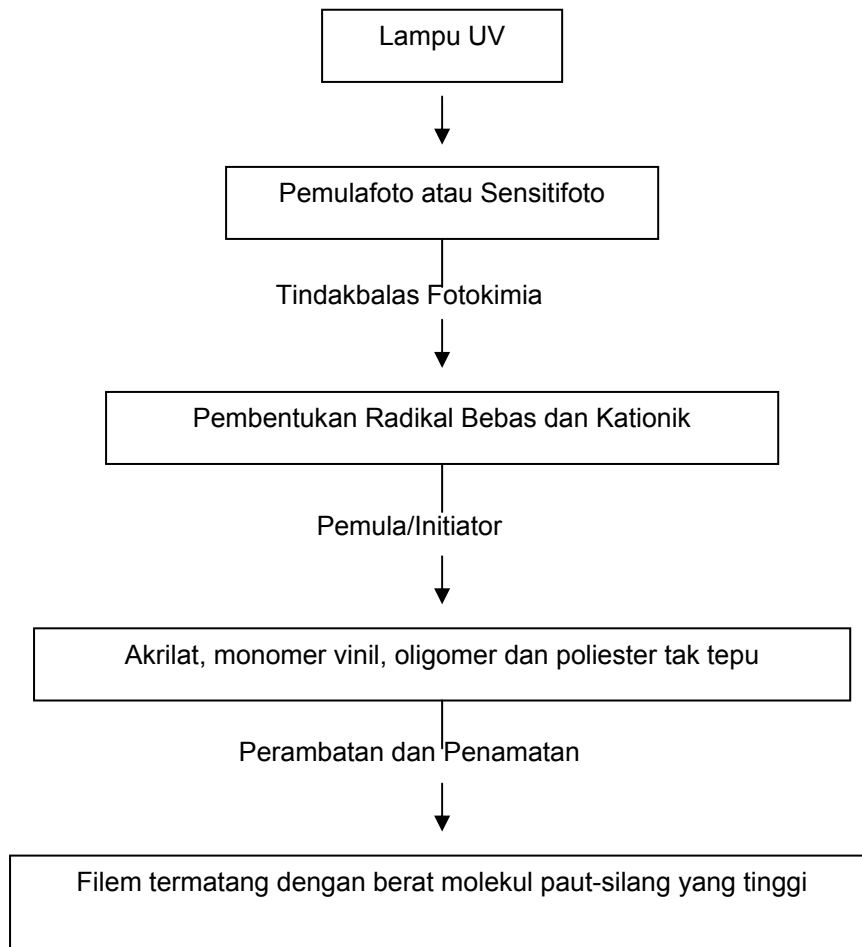 Lampu UV
Pemulafoto atau Sensitifoto
Tindakbalas Fotokimia
Pembentukan Radikal Bebas dan Kationik
Pemula/Initiator
Akrilat, monomer vinil, oligomer dan poliester tak tepu
Perambatan dan Penamatan
Filem termatang dengan berat molekul paut-silang yang tinggi